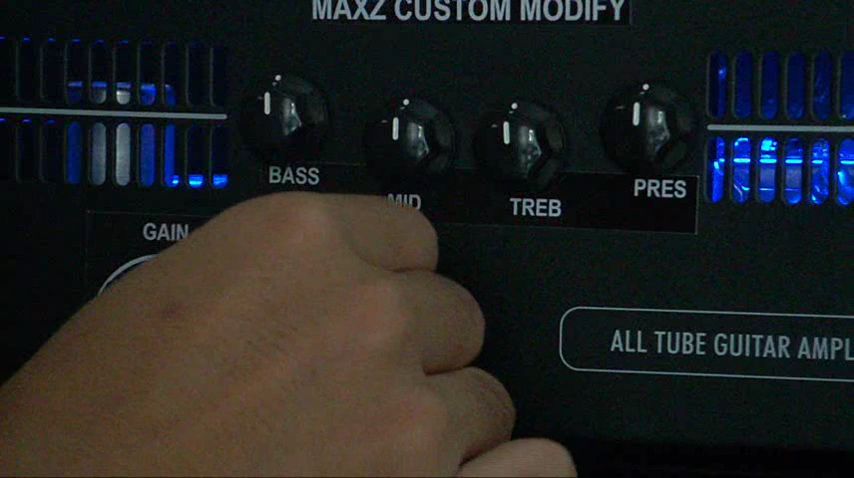 MAXZ CUSTOM MODIFY
BASS
MID
TREB
PRES
GAIN
ALL TUBE GUITAR AMPL